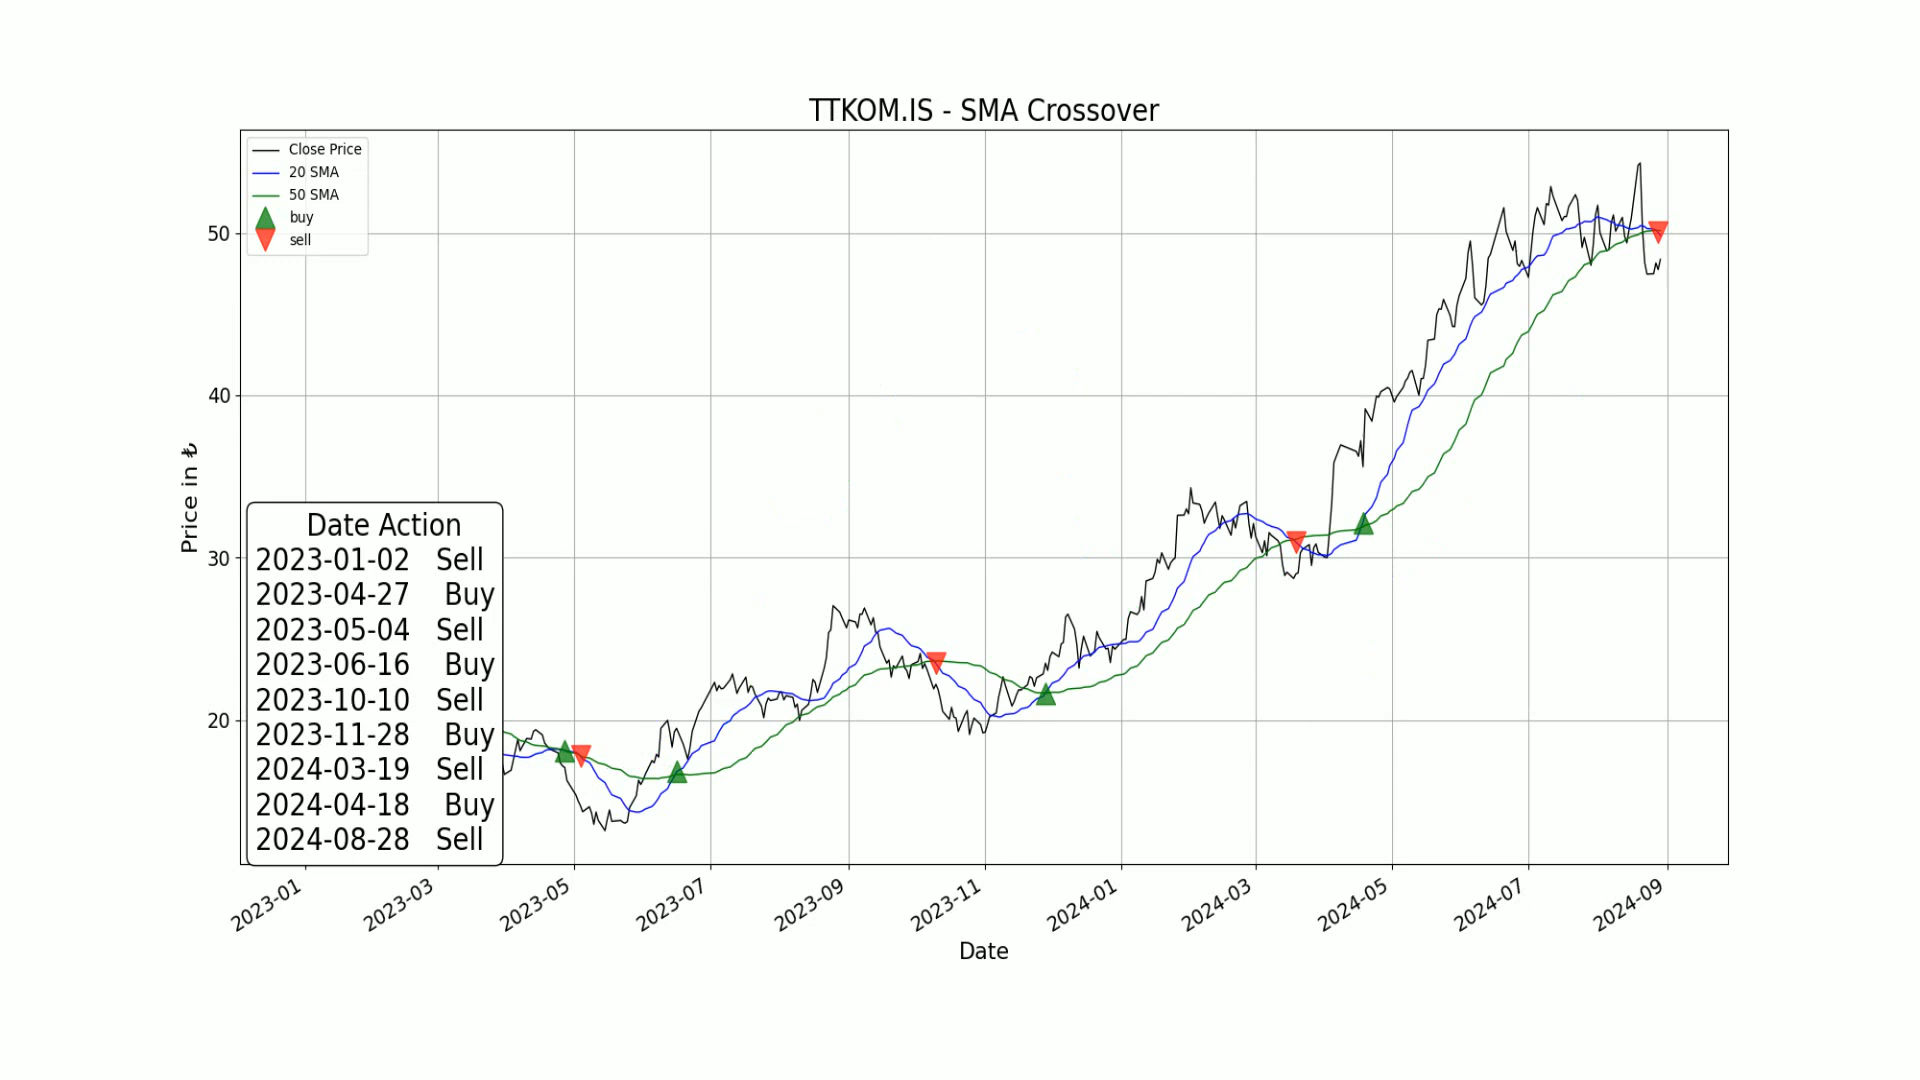 TTKOM.IS - SMA Crossover
Close Price
20 SMA
50 SMA
buy
sell
50
40
30
20
Price in ₺
Date Action
2023-01-02 Sell
2023-04-27 Buy
2023-05-04 Sell
2023-06-16 Buy
2023-10-10 Sell
2023-11-28 Buy
2024-03-19 Sell
2024-04-18 Buy
2024-08-28 Sell
2023-01
2023-03
2023-05
2023-07
2023-09
2023-11
2024-01
2024-03
2024-05
2024-07
2024-09
Date